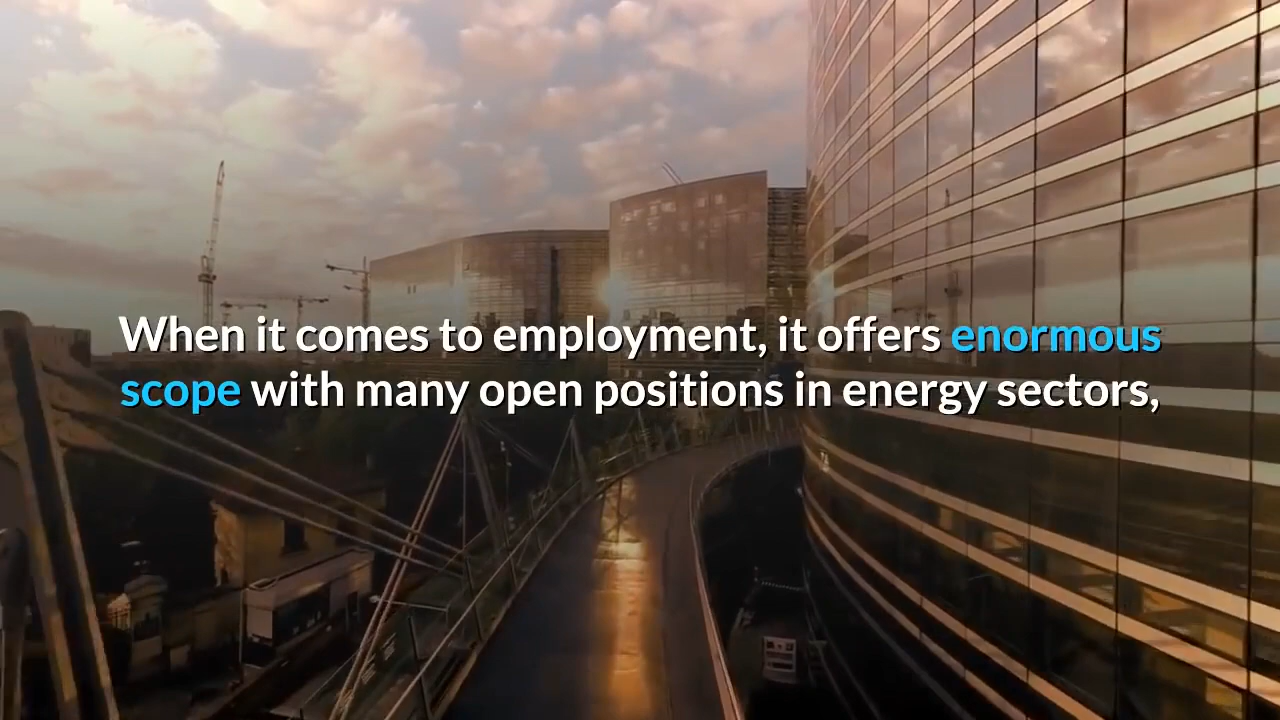 When it comes to employment, it offers enormous
scope with many open positions in energy sectors,